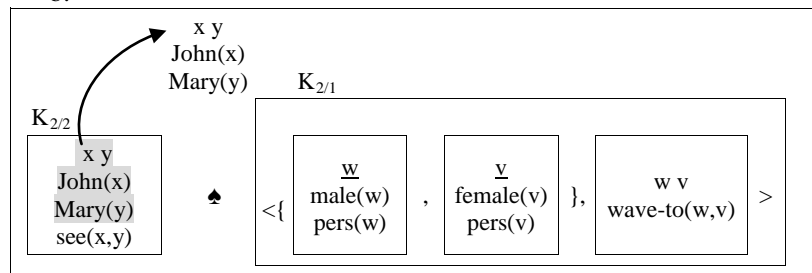 x y
John(x)
Mary(y)
K2/1
K2/2
x y
John(x)
Mary(y)
see(x,y)
♠
<{
w
male(w)
pers(w)
,
v
female(v)
pers(v)
},
w v
wave-to(w,v)
>